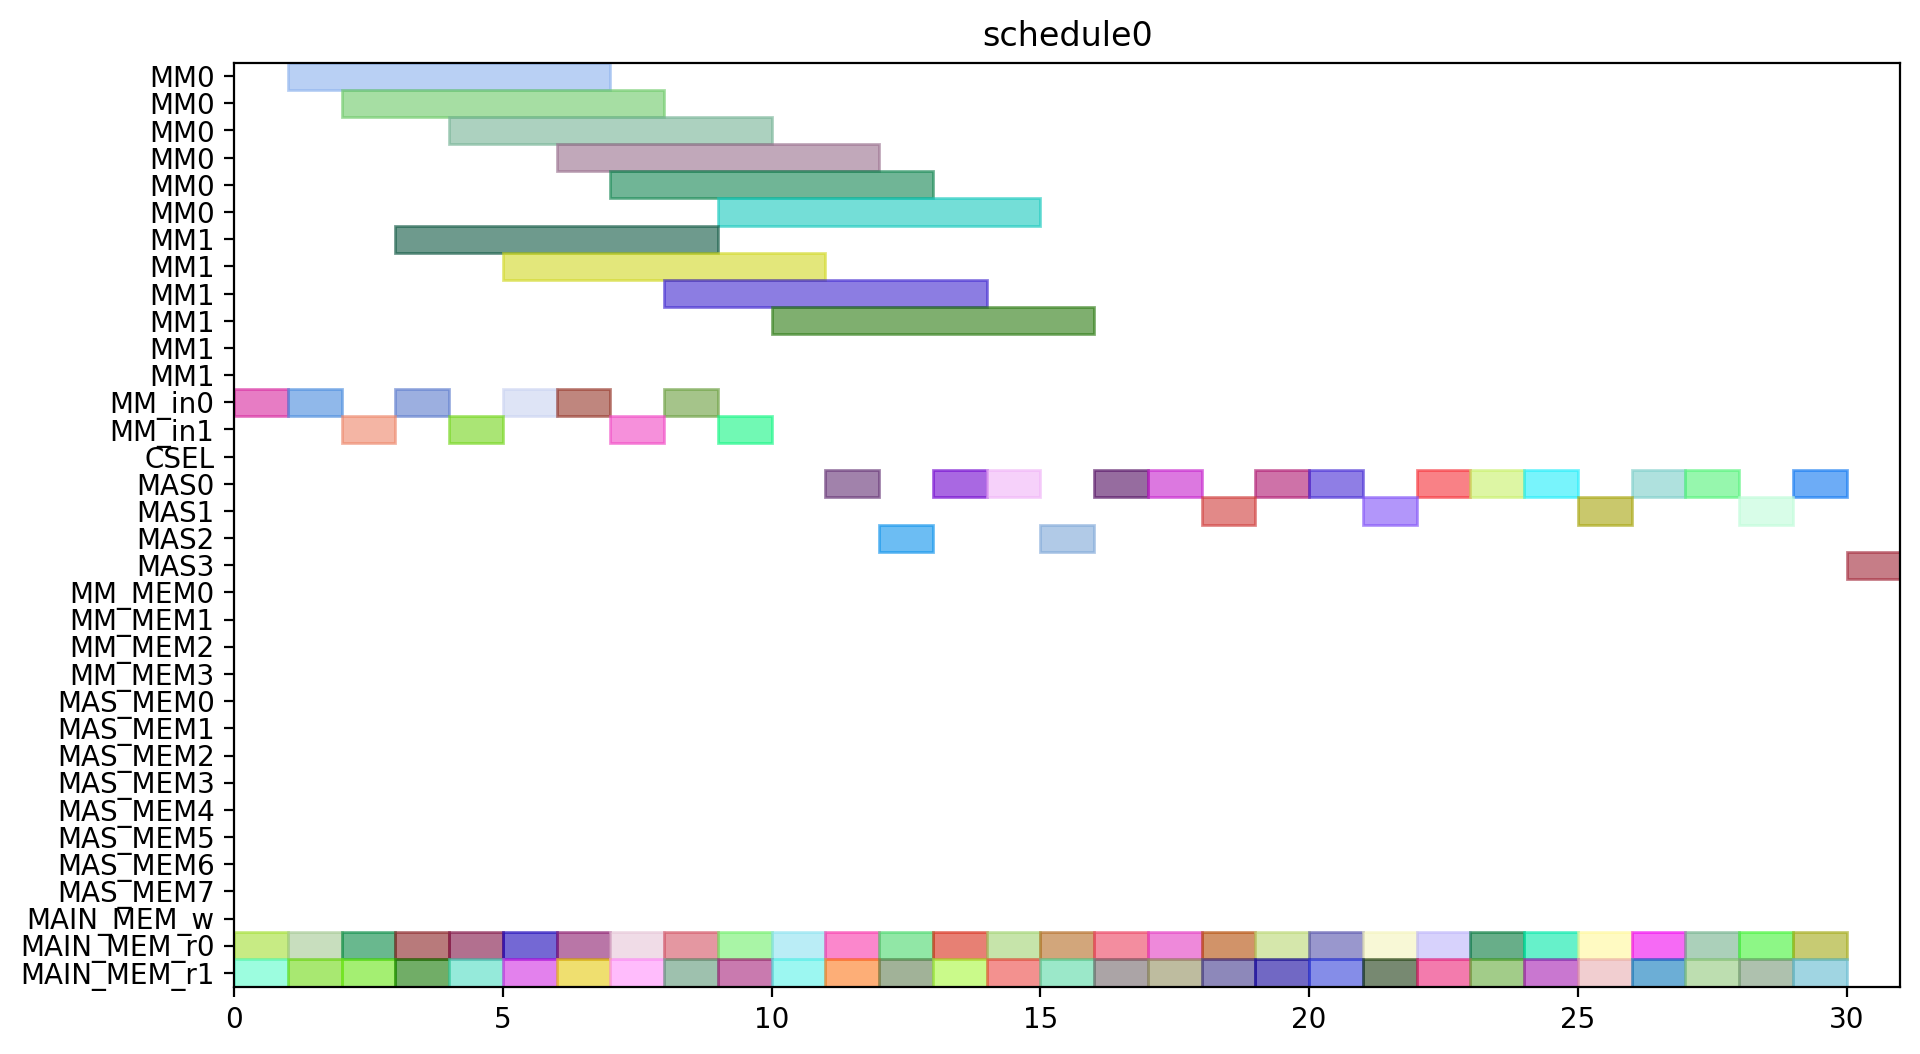 schedule0
MM0
MM0
MM0
MM0
MM0
MM0
MM1
MM1
MM1
MM1
MM1
MM1
MM_in0
MM_in1
CSEL
MAS0
MAS1
MAS2
MAS3
MM_MEM0
MM_MEM1
MM_MEM2
MM_MEM3
MAS_MEM0
MAS_MEM1
MAS_MEM2
MAS_MEM3
MAS_MEM4
MAS_MEM5
MAS_MEM6
MAS_MEM7
MAIN_MEM_w
MAIN_MEM_r0
MAIN_MEM_r1
0 5 10 15 20 25 30